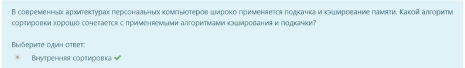 В современных архитектурах персональных компьютеров широко применяется подкачка и кэширование памяти. Какой алгоритм
сортировки хорошо сочетается с применяемыми алгоритмами кэширования и подкачки?
Выберите один ответ:
Внутренняя сортировка ✔